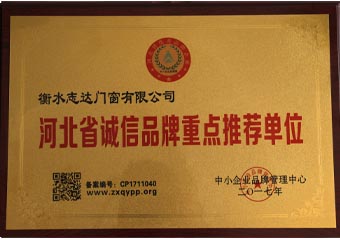 衡水志达门窗有限公司
河北省诚信品牌重点推荐单位
备案编号：CP1711040
www.zxqypp.org
中小企业品牌管理中心
二〇一七年